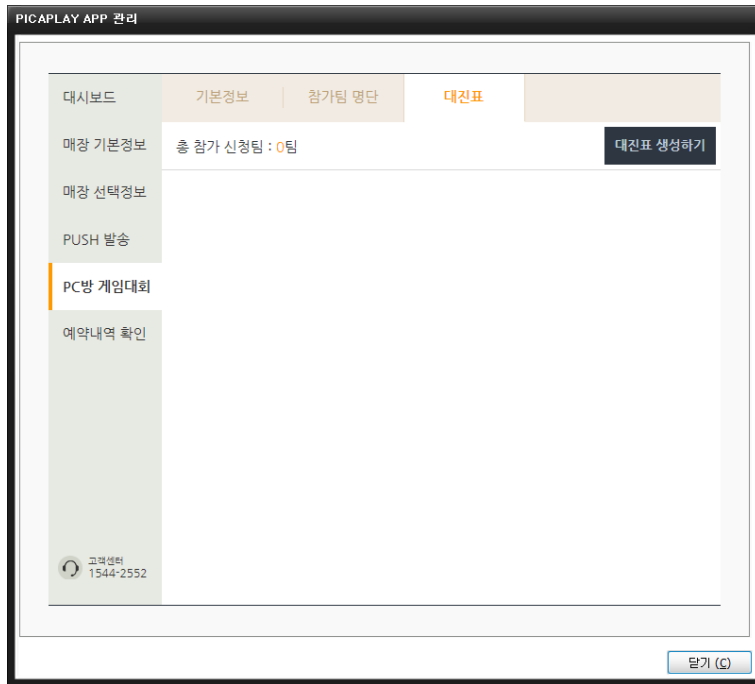 PICAPLAY APP 관리
대시보드
기본정보
참가팀 명단
대진표
매장 기본정보
총 참가 신청팀 : 0팀
대진표 생성하기
매장 선택정보
PUSH 발송
PC방 게임대회
예약내역 확인
고객센터
1544-2552
닫기 (C)